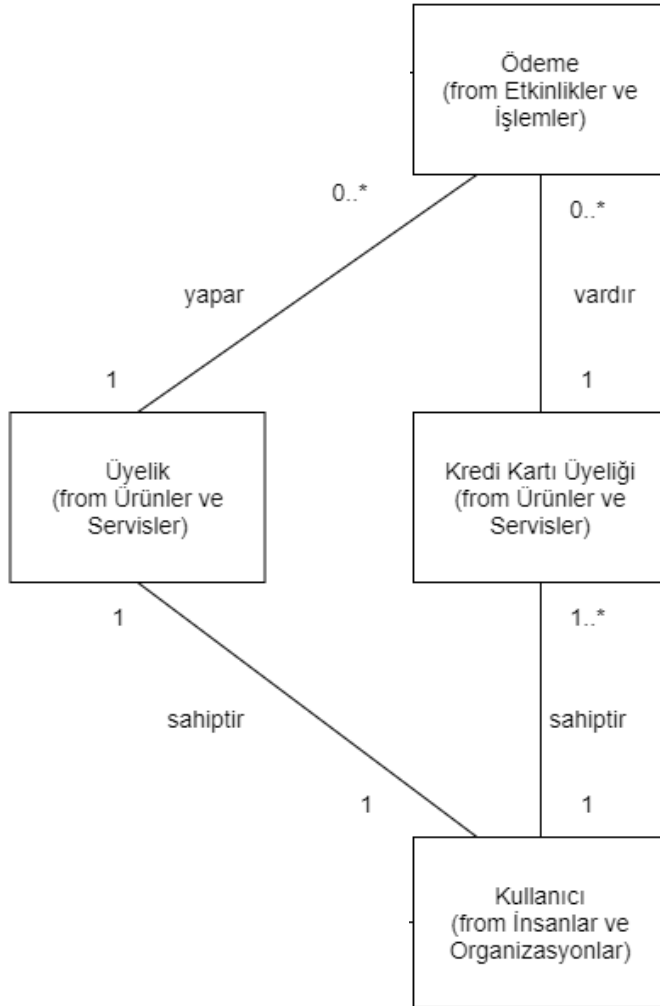 Ödeme
(from Etkinlikler ve
İşlemler)
0..*
0..*
yapar
vardır
1
1
Üyelik
(from Ürünler ve
Servisler)
Kredi Kartı Üyeliği
(from Ürünler ve
Servisler)
1
1..*
sahiptir
sahiptir
1
1
Kullanıcı
(from İnsanlar ve
Organizasyonlar)